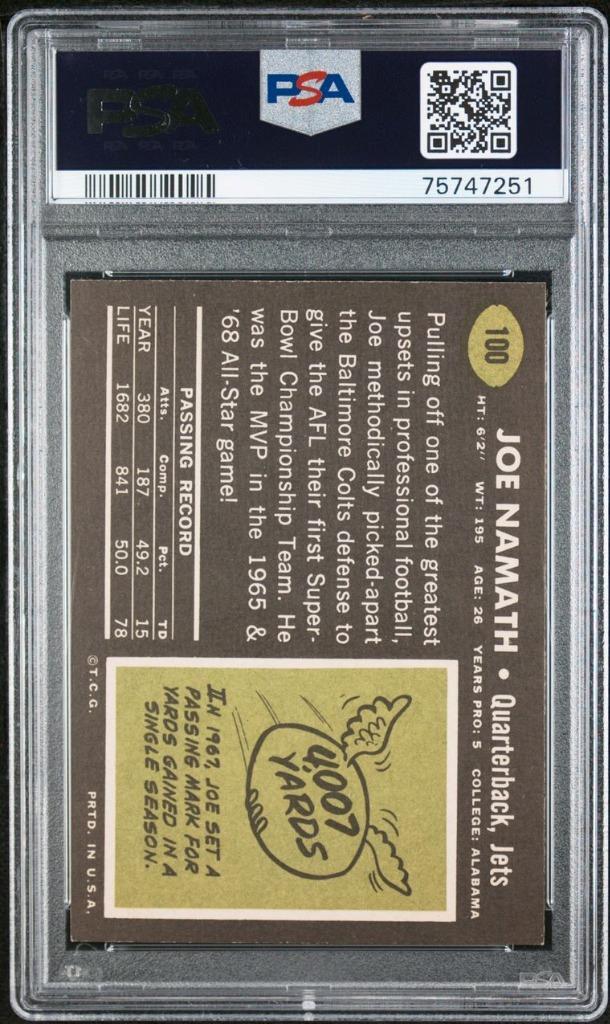 PSA
PSA
75747251
100
JOE NAMATH • Quarterback, Jets
HT: 6'2" WT: 195 AGE: 26 YEARS PRO: 5 COLLEGE: ALABAMA
Pulling off one of the greatest
upsets in professional football,
Joe methodically picked-apart
the Baltimore Colts defense to
give the AFL their first Super-
Bowl Championship Team. He
was the MVP in the 1965 &
'68 All-Star game!
PASSING RECORD
Atts. Comp. Pct. TD
YEAR 380 187 49.2 15
LIFE 1682 841 50.0 78
4,007
YARDS
IN 1967, JOE SET A
PASSING MARK FOR
YARDS GAINED IN A
SINGLE SEASON.
©T.C.G. PRTD. IN U.S.A.
PSA